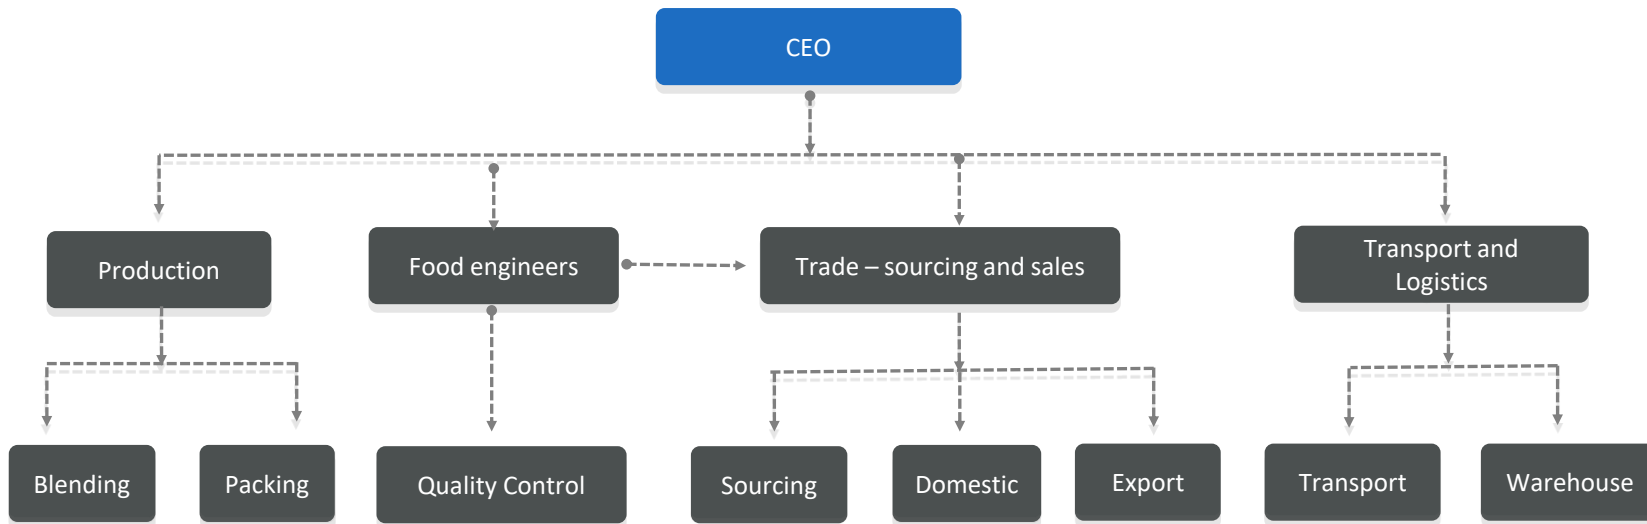 CEO
Production
Food engineers
Trade – sourcing and sales
Transport and
Logistics
Blending
Packing
Quality Control
Sourcing
Domestic
Export
Transport
Warehouse